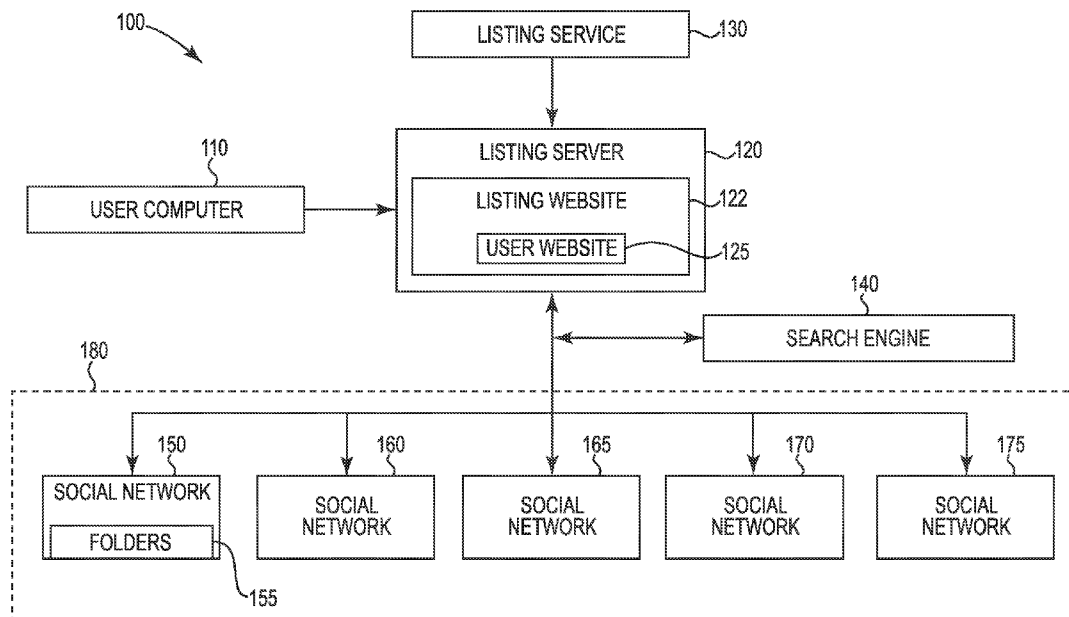 100
LISTING SERVICE
130
LISTING SERVER
120
110
USER COMPUTER
LISTING WEBSITE
122
USER WEBSITE
125
140
SEARCH ENGINE
180
150
SOCIAL NETWORK
FOLDERS
155
160
SOCIAL
NETWORK
165
SOCIAL
NETWORK
170
SOCIAL
NETWORK
175
SOCIAL
NETWORK